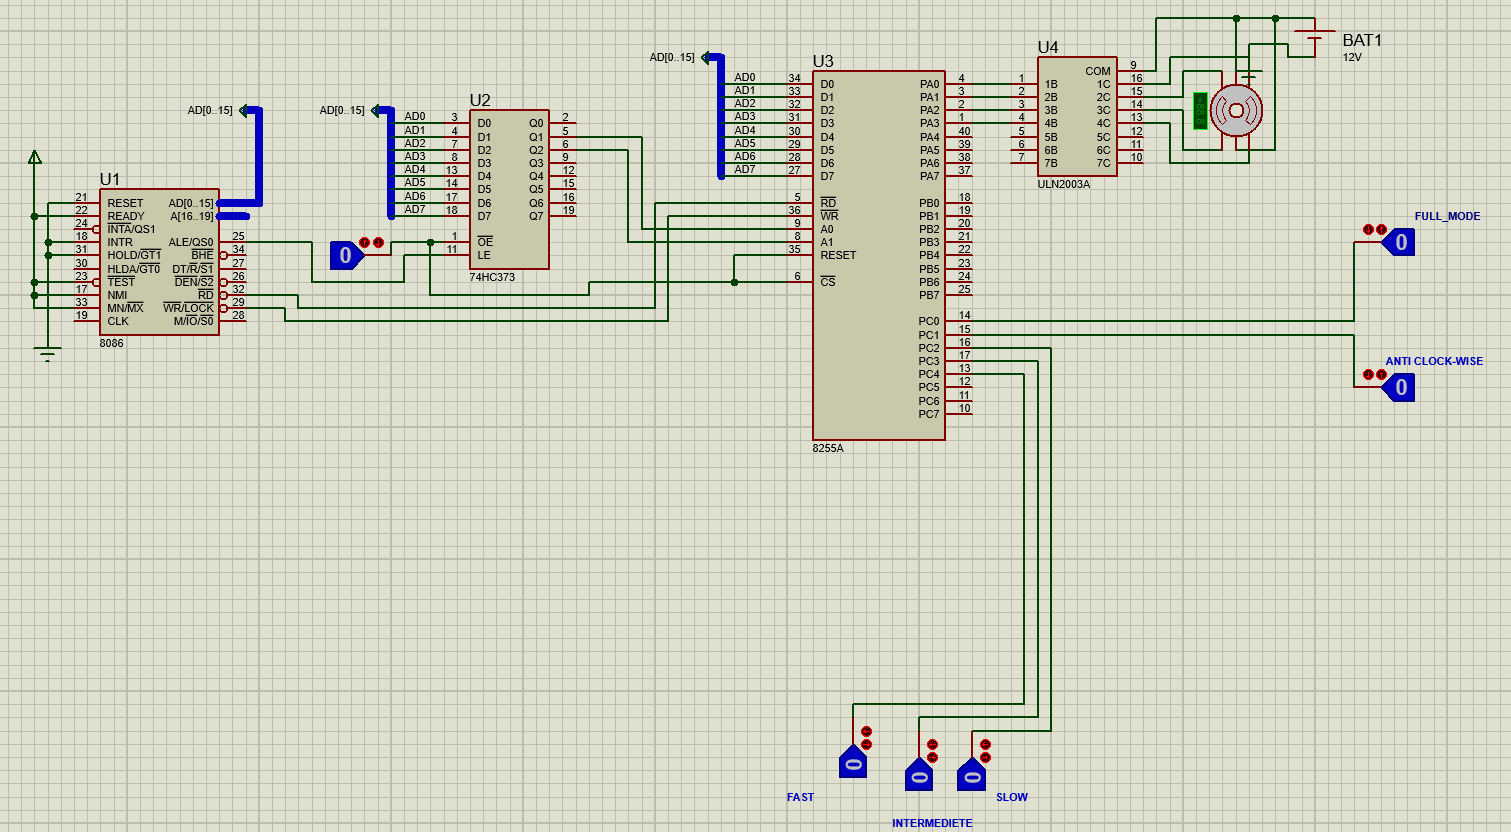 U1
21 RESET AD[0..15]
22 READY A[16..19]
24 INTA/QS1
18 INTR ALE/QS0 25
31 HOLD/GT1 BHE 34
30 HLDA/GT0 DT/R/S1 27
23 TEST DEN/S2 26
17 NMI RD 32
33 MN/MX WR/LOCK 29
19 CLK M/IO/S0 28
8086
AD[0..15]
AD[0..15]
U2
AD0 3 D0 Q0 2
AD1 4 D1 Q1 5
AD2 7 D2 Q2 6
AD3 8 D3 Q3 9
AD4 13 D4 Q4 12
AD5 14 D5 Q5 15
AD6 17 D6 Q6 16
AD7 18 D7 Q7 19
1 OE
11 LE
74HC373
0
AD[0..15]
U3
AD0 34 D0 PA0 4
AD1 33 D1 PA1 3
AD2 32 D2 PA2 2
AD3 31 D3 PA3 1
AD4 30 D4 PA4 40
AD5 29 D5 PA5 39
AD6 28 D6 PA6 38
AD7 27 D7 PA7 37
5 RD PB0 18
36 WR PB1 19
9 A0 PB2 20
8 A1 PB3 21
35 RESET PB4 22
PB5 23
6 CS PB6 24
PB7 25
PC0 14
PC1 15
PC2 16
PC3 17
PC4 13
PC5 12
PC6 11
PC7 10
8255A
U4
COM 9
1 1B 1C 16
2 2B 2C 15
3 3B 3C 14
4 4B 4C 13
5 5B 5C 12
6 6B 6C 11
7 7B 7C 10
ULN2003A
BAT1
12V
FULL_MODE
0
ANTI CLOCK-WISE
0
0
0
0
FAST
SLOW
INTERMEDIETE